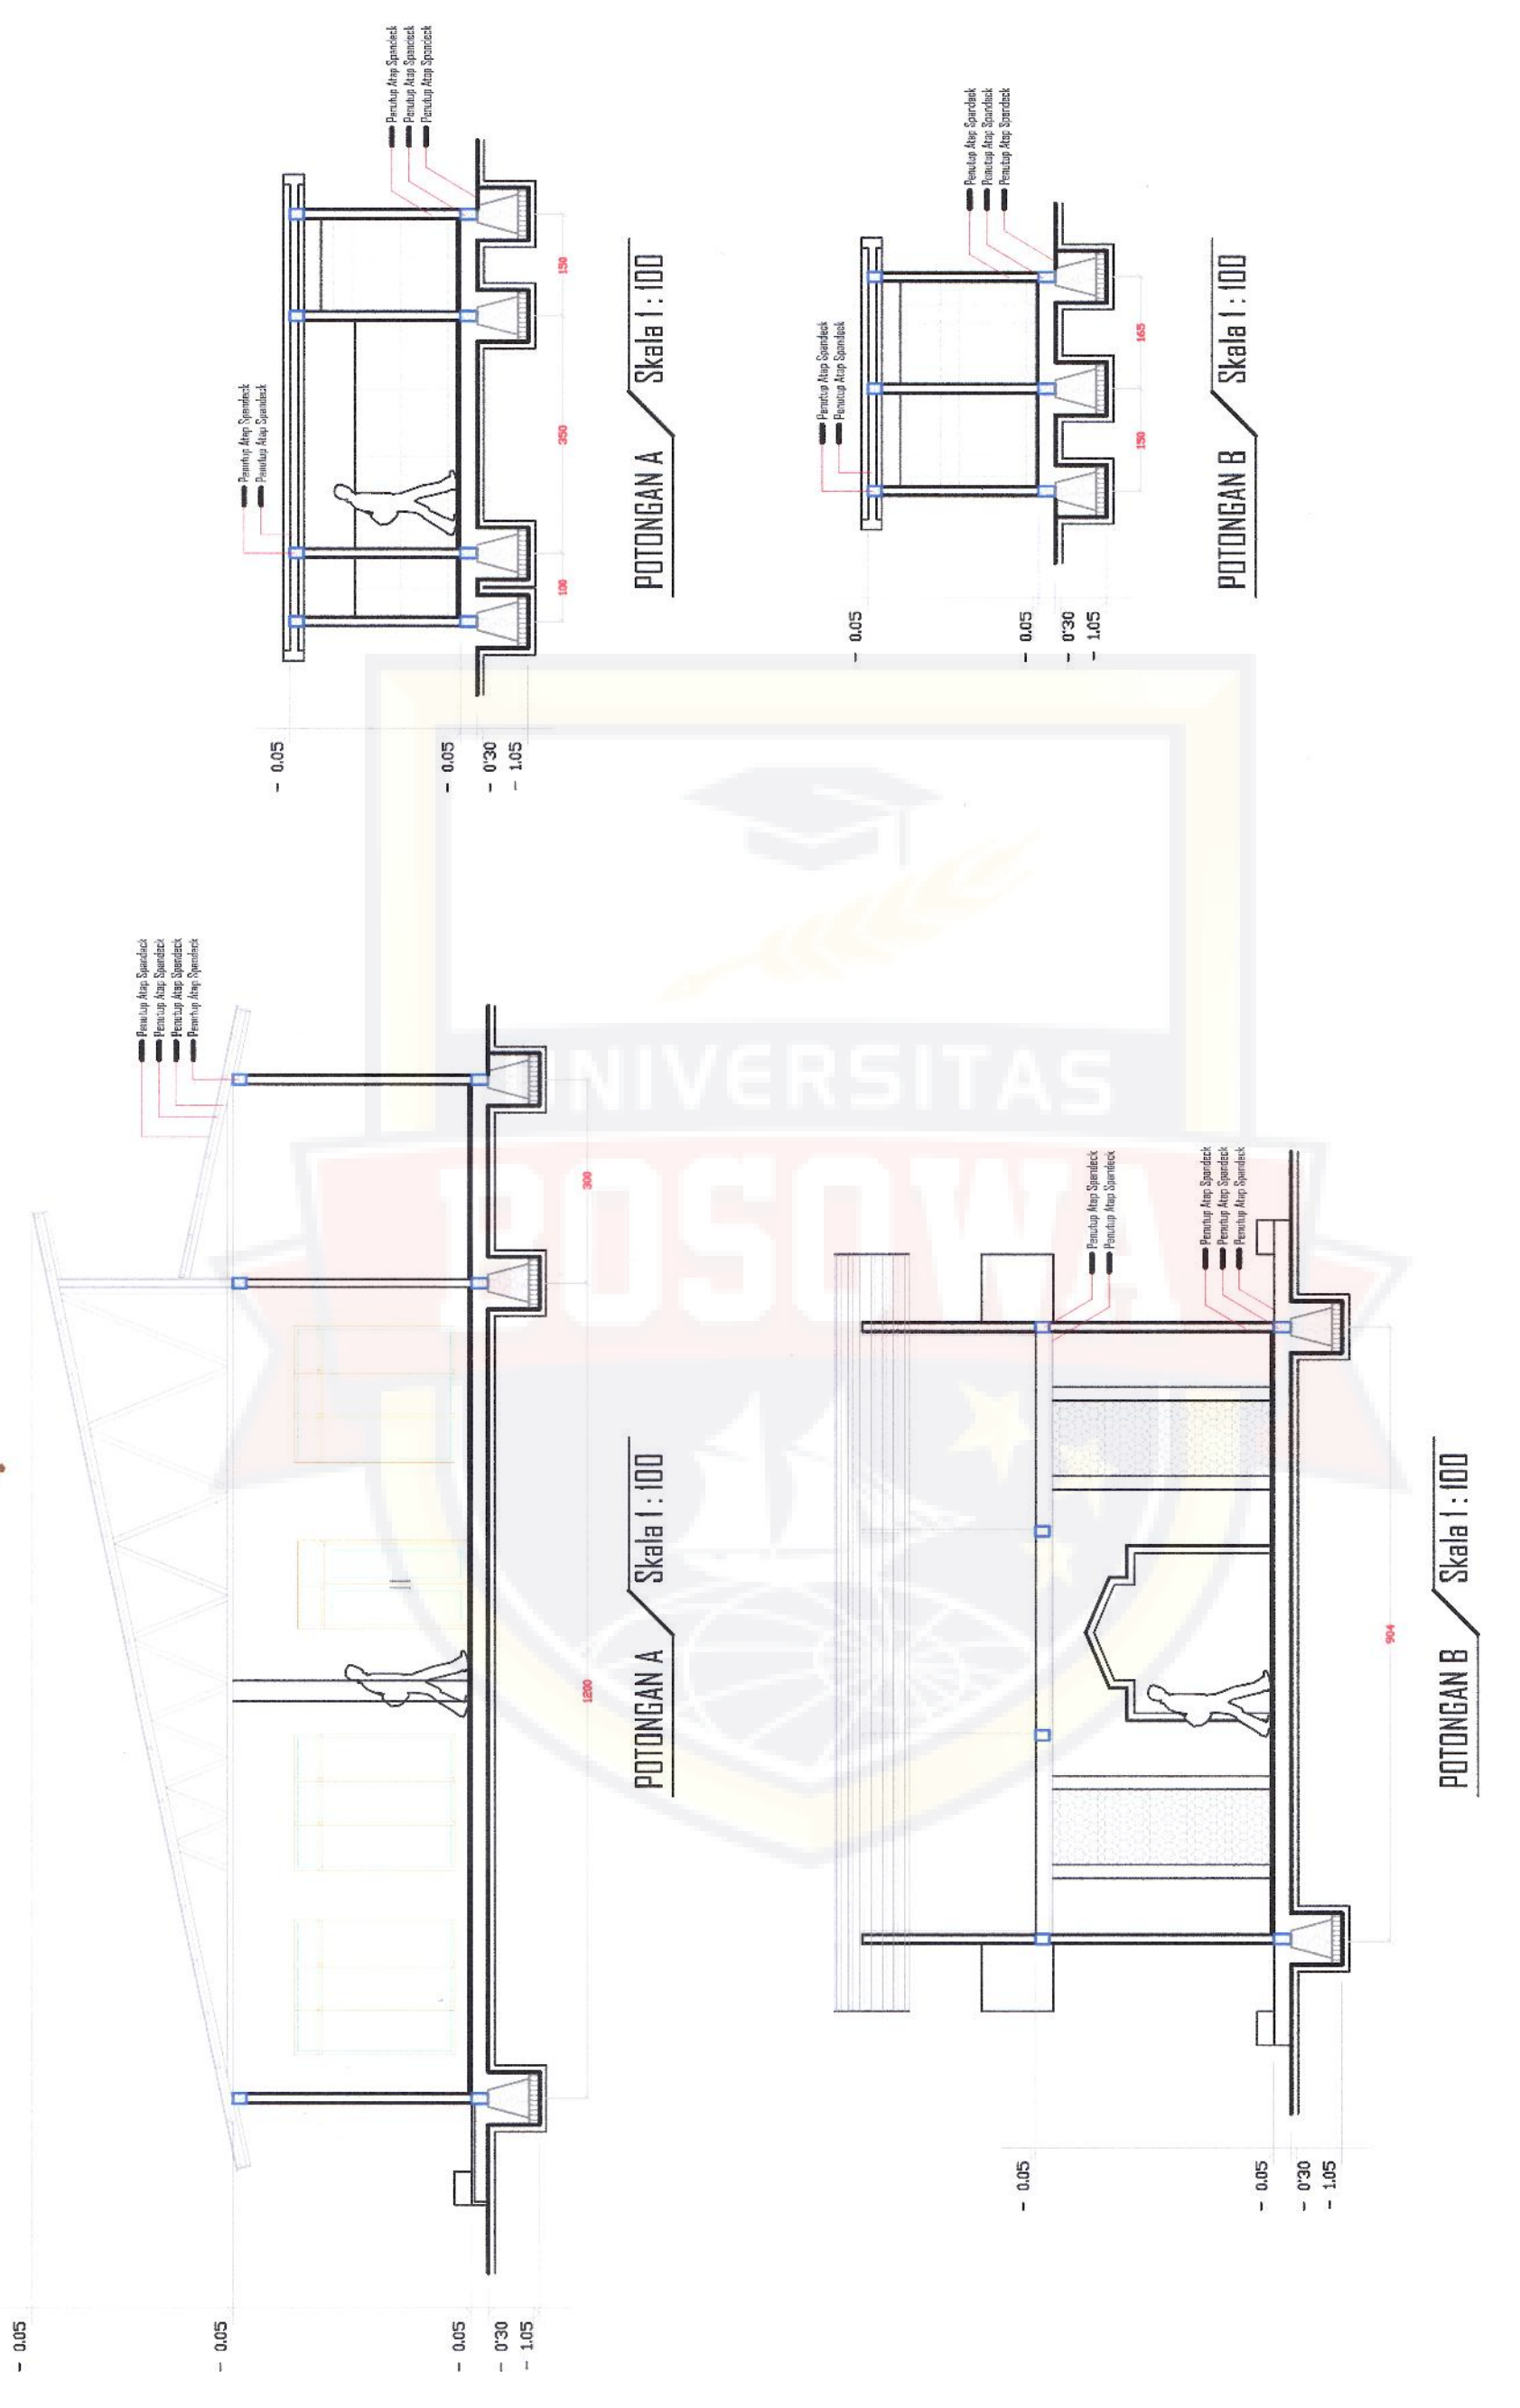 - 0.05
Penutup Atap Spandeck
Penutup Atap Spandeck
Penutup Atap Spandeck
Penutup Atap Spandeck
- 0.05
- 0.05
- 0'30
- 1.05
1200
300
POTONGAN A Skala 1 : 100
Penutup Atap Spandeck
Penutup Atap Spandeck
- 0.05
Penutup Atap Spandeck
Penutup Atap Spandeck
Penutup Atap Spandeck
- 0.05
- 0'30
- 1.05
100
350
150
POTONGAN A Skala 1 : 100
- 0.05
Penutup Atap Spandeck
Penutup Atap Spandeck
Penutup Atap Spandeck
Penutup Atap Spandeck
Penutup Atap Spandeck
- 0.05
- 0'30
- 1.05
904
POTONGAN B Skala 1 : 100
Penutup Atap Spandeck
Penutup Atap Spandeck
- 0.05
Penutup Atap Spandeck
Penutup Atap Spandeck
Penutup Atap Spandeck
- 0.05
- 0'30
- 1.05
150
165
POTONGAN B Skala 1 : 100
UNIVERSITAS
BOSOWA